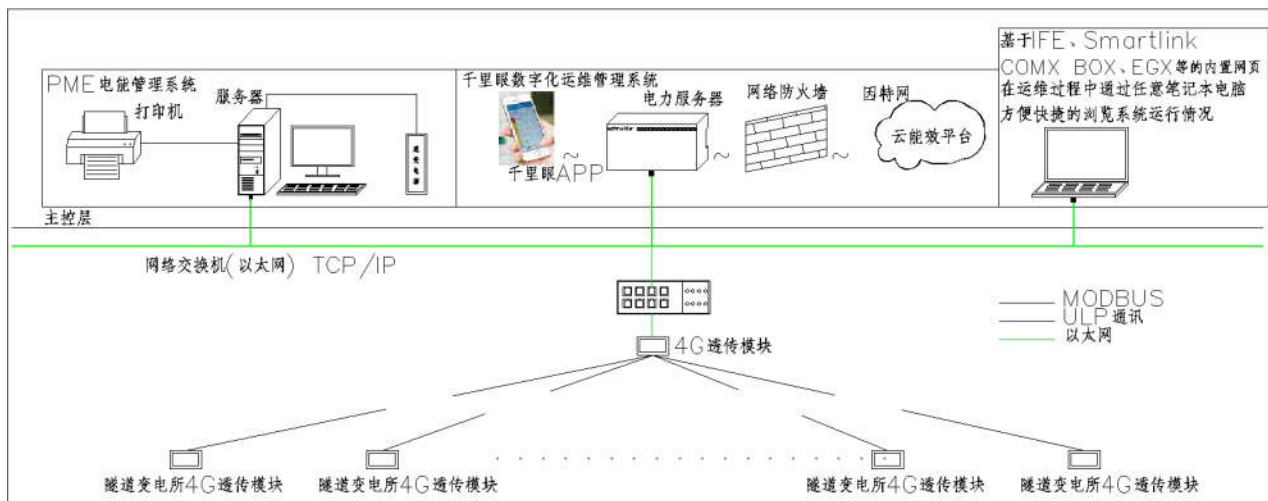 PME电能管理系统
打印机
服务器
千里眼数字化运维管理系统
千里眼APP
电力服务器
网络防火墙
因特网
云能效平台
基于IFE、Smartlink
COMX BOX、EGX等的内置网页
在运维过程中通过任意笔记本电脑
方便快捷的浏览系统运行情况
主控层
网络交换机(以太网) TCP/IP
MODBUS
ULP通讯
以太网
4G透传模块
隧道变电所4G透传模块
隧道变电所4G透传模块
隧道变电所4G透传模块
隧道变电所4G透传模块